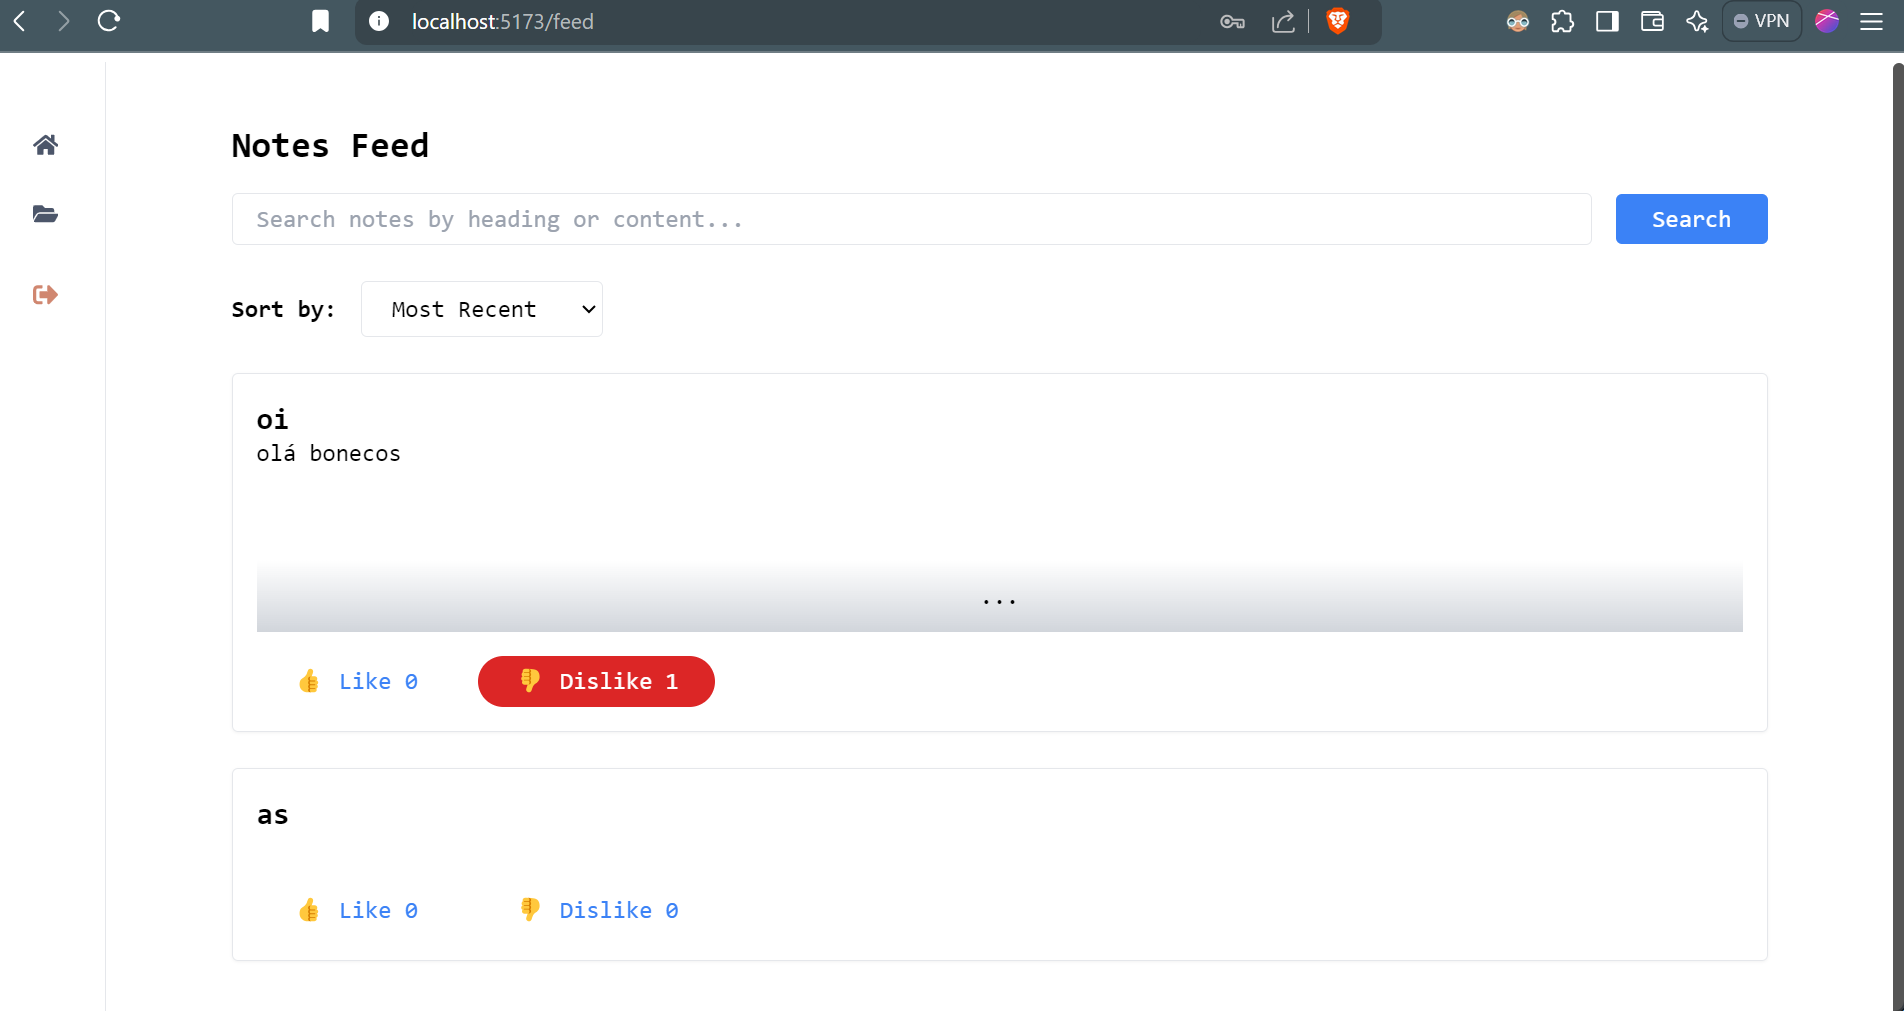 localhost:5173/feed
VPN
Notes Feed
Search notes by heading or content...
Search
Sort by:
Most Recent
oi
olá bonecos
...
Like 0
Dislike 1
as
Like 0
Dislike 0